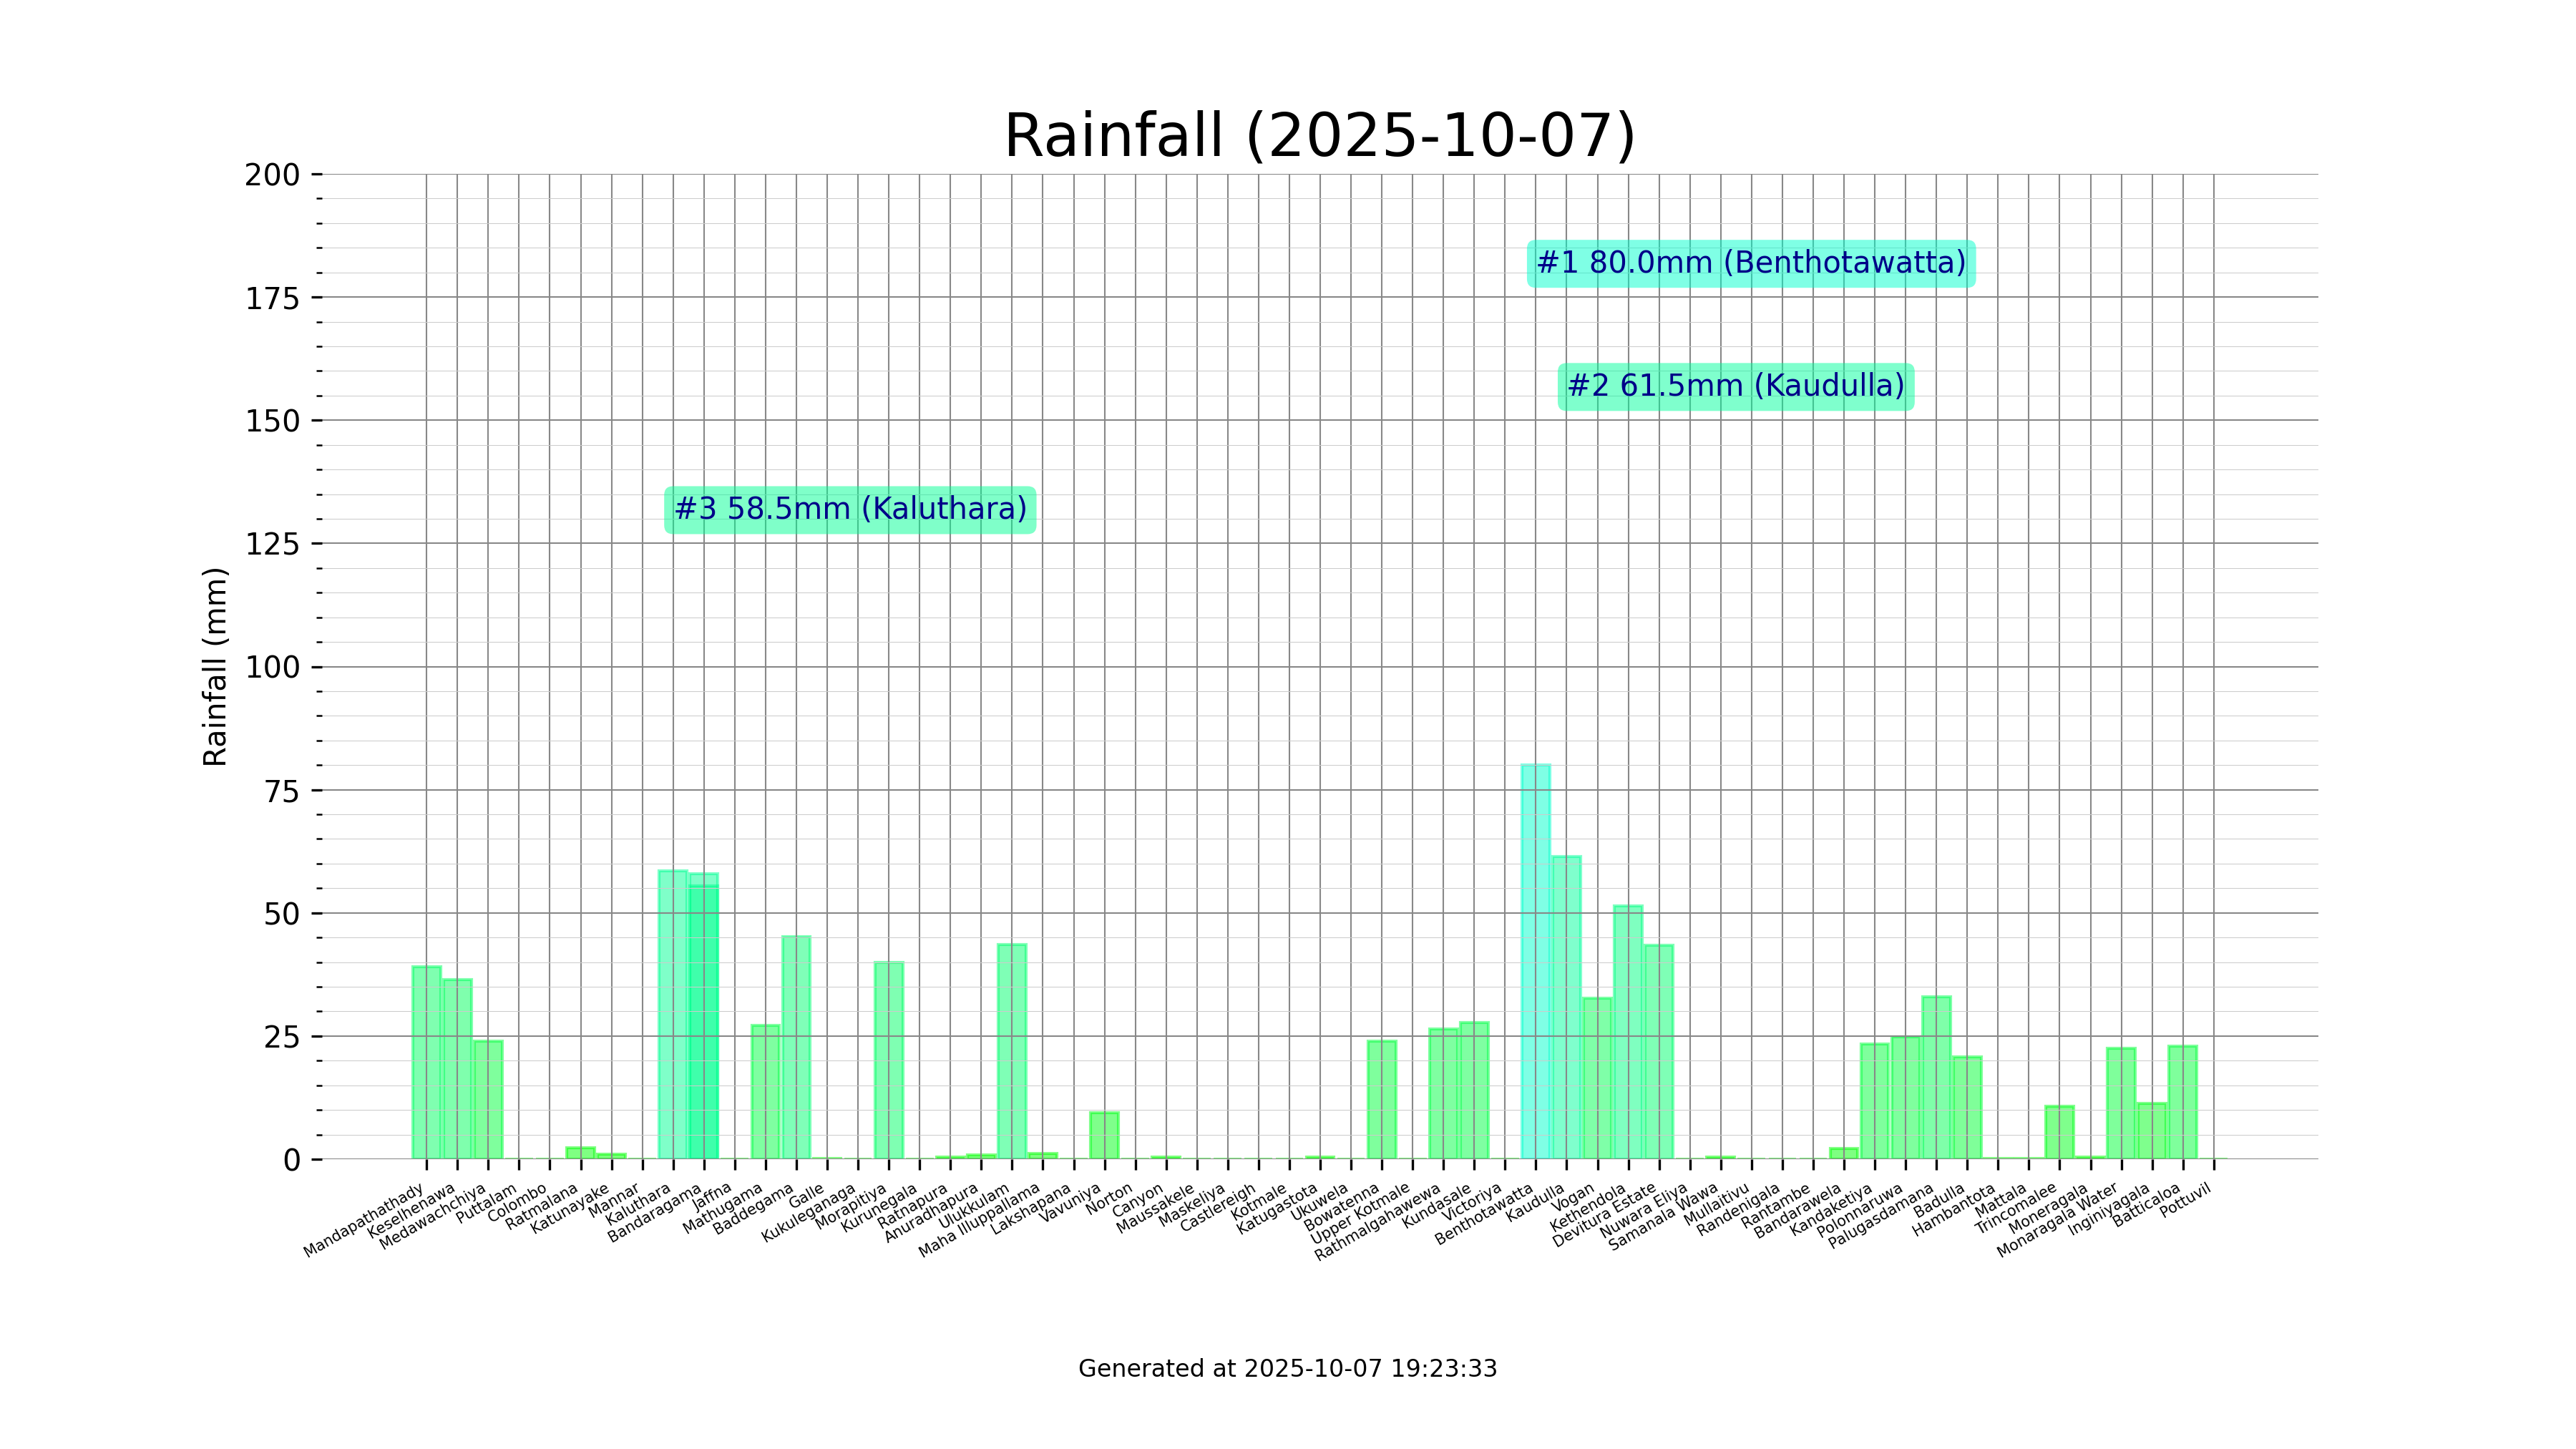 Rainfall (2025-10-07)
200
175
150
125
100
75
50
25
0
Rainfall (mm)
#1 80.0mm (Benthotawatta)
#2 61.5mm (Kaudulla)
#3 58.5mm (Kaluthara)
Mandapathathady
Keselhenawa
Medawachchiya
Puttalam
Colombo
Ratmalana
Katunayake
Mannar
Kaluthara
Bandaragama
Jaffna
Mathugama
Baddegama
Galle
Kukuleganaga
Morapitiya
Kurunegala
Ratnapura
Anuradhapura
Ulukkulam
Maha Illuppallama
Lakshapana
Vavuniya
Norton
Canyon
Maussakele
Maskeliya
Castlereigh
Kotmale
Katugastota
Ukuwela
Bowatenna
Upper Kotmale
Rathmalgahawewa
Kundasale
Victoriya
Benthotawatta
Kaudulla
Vogan
Kethendola
Devitura Estate
Nuwara Eliya
Samanala Wawa
Mullaitivu
Randenigala
Rantambe
Bandarawela
Kandaketiya
Polonnaruwa
Palugasdamana
Badulla
Hambantota
Mattala
Trincomalee
Moneragala
Monaragala Water
Inginiyagala
Batticaloa
Pottuvil
Generated at 2025-10-07 19:23:33